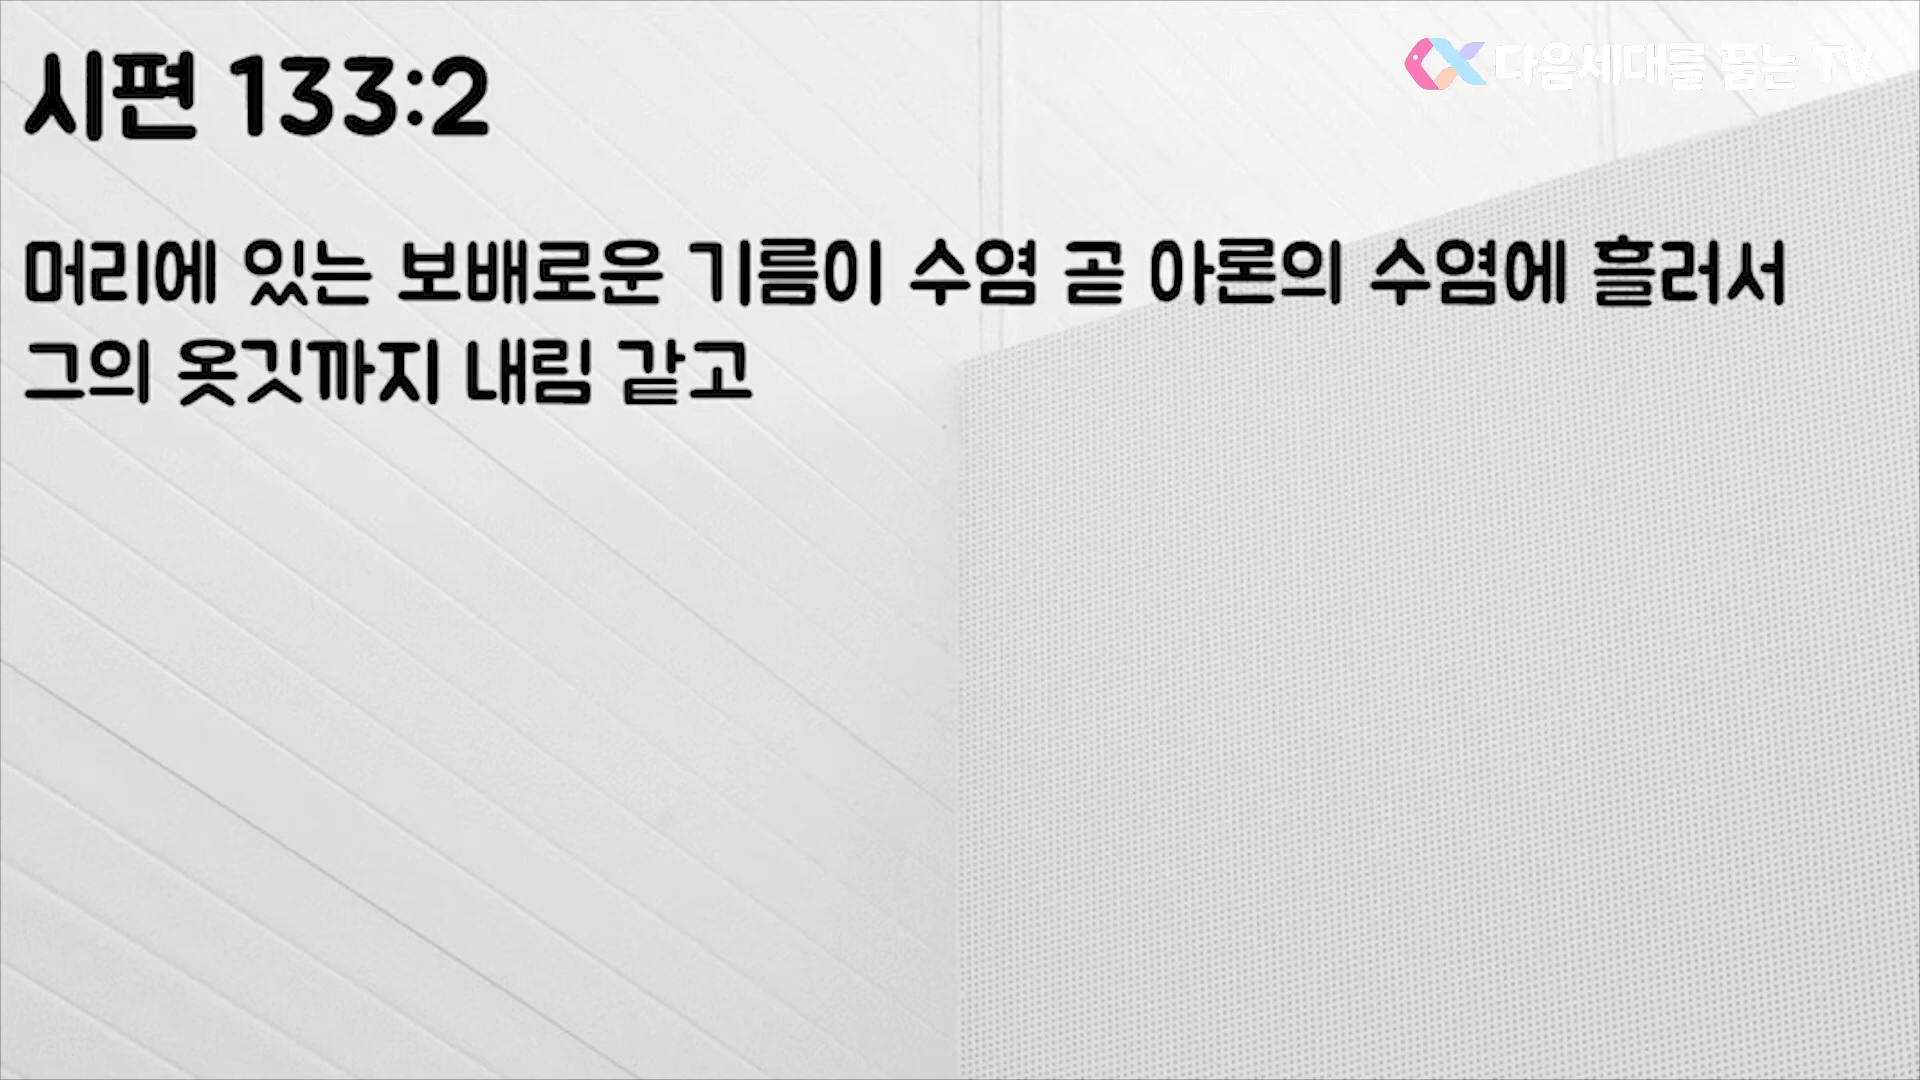 시편 133:2
다음세대를 품는 TV
머리에 있는 보배로운 기름이 수염 곧 아론의 수염에 흘러서
그의 옷깃까지 내림 같고